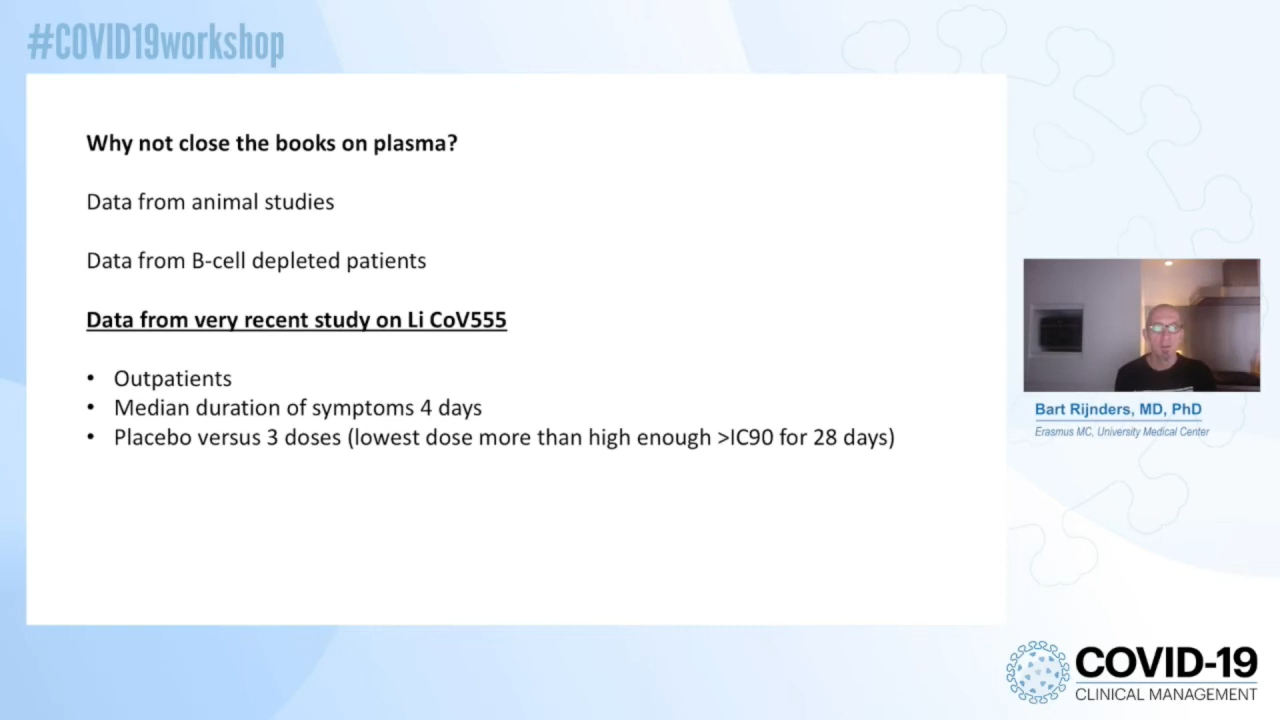 #COVID19workshop
Why not close the books on plasma?
Data from animal studies
Data from B-cell depleted patients
Data from very recent study on Li CoV555
• Outpatients
• Median duration of symptoms 4 days
• Placebo versus 3 doses (lowest dose more than high enough >IC90 for 28 days)
Bart Rijnders, MD, PhD
Erasmus MC, University Medical Center
COVID-19
CLINICAL MANAGEMENT